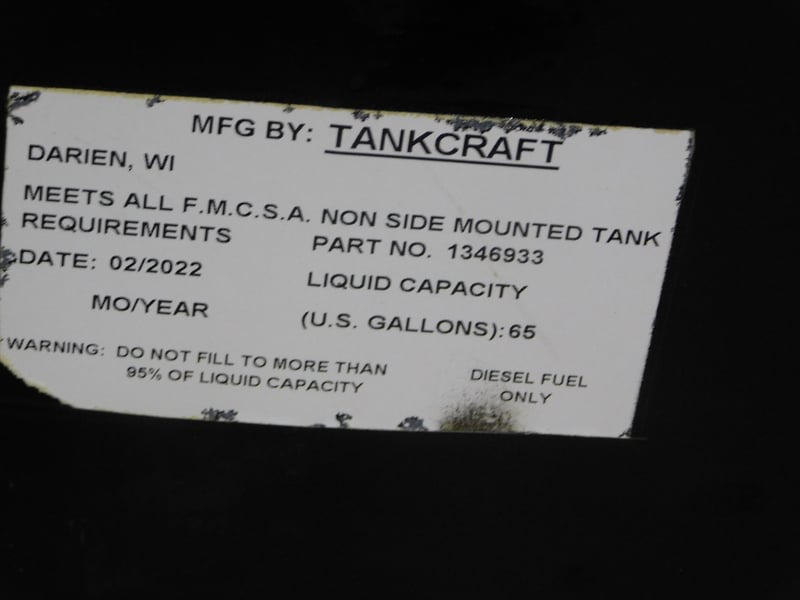 MFG BY: TANKCRAFT
DARIEN, WI
MEETS ALL F.M.C.S.A. NON SIDE MOUNTED TANK
REQUIREMENTS PART NO. 1346933
DATE: 02/2022 LIQUID CAPACITY
MO/YEAR (U.S. GALLONS): 65
WARNING: DO NOT FILL TO MORE THAN
95% OF LIQUID CAPACITY
DIESEL FUEL
ONLY